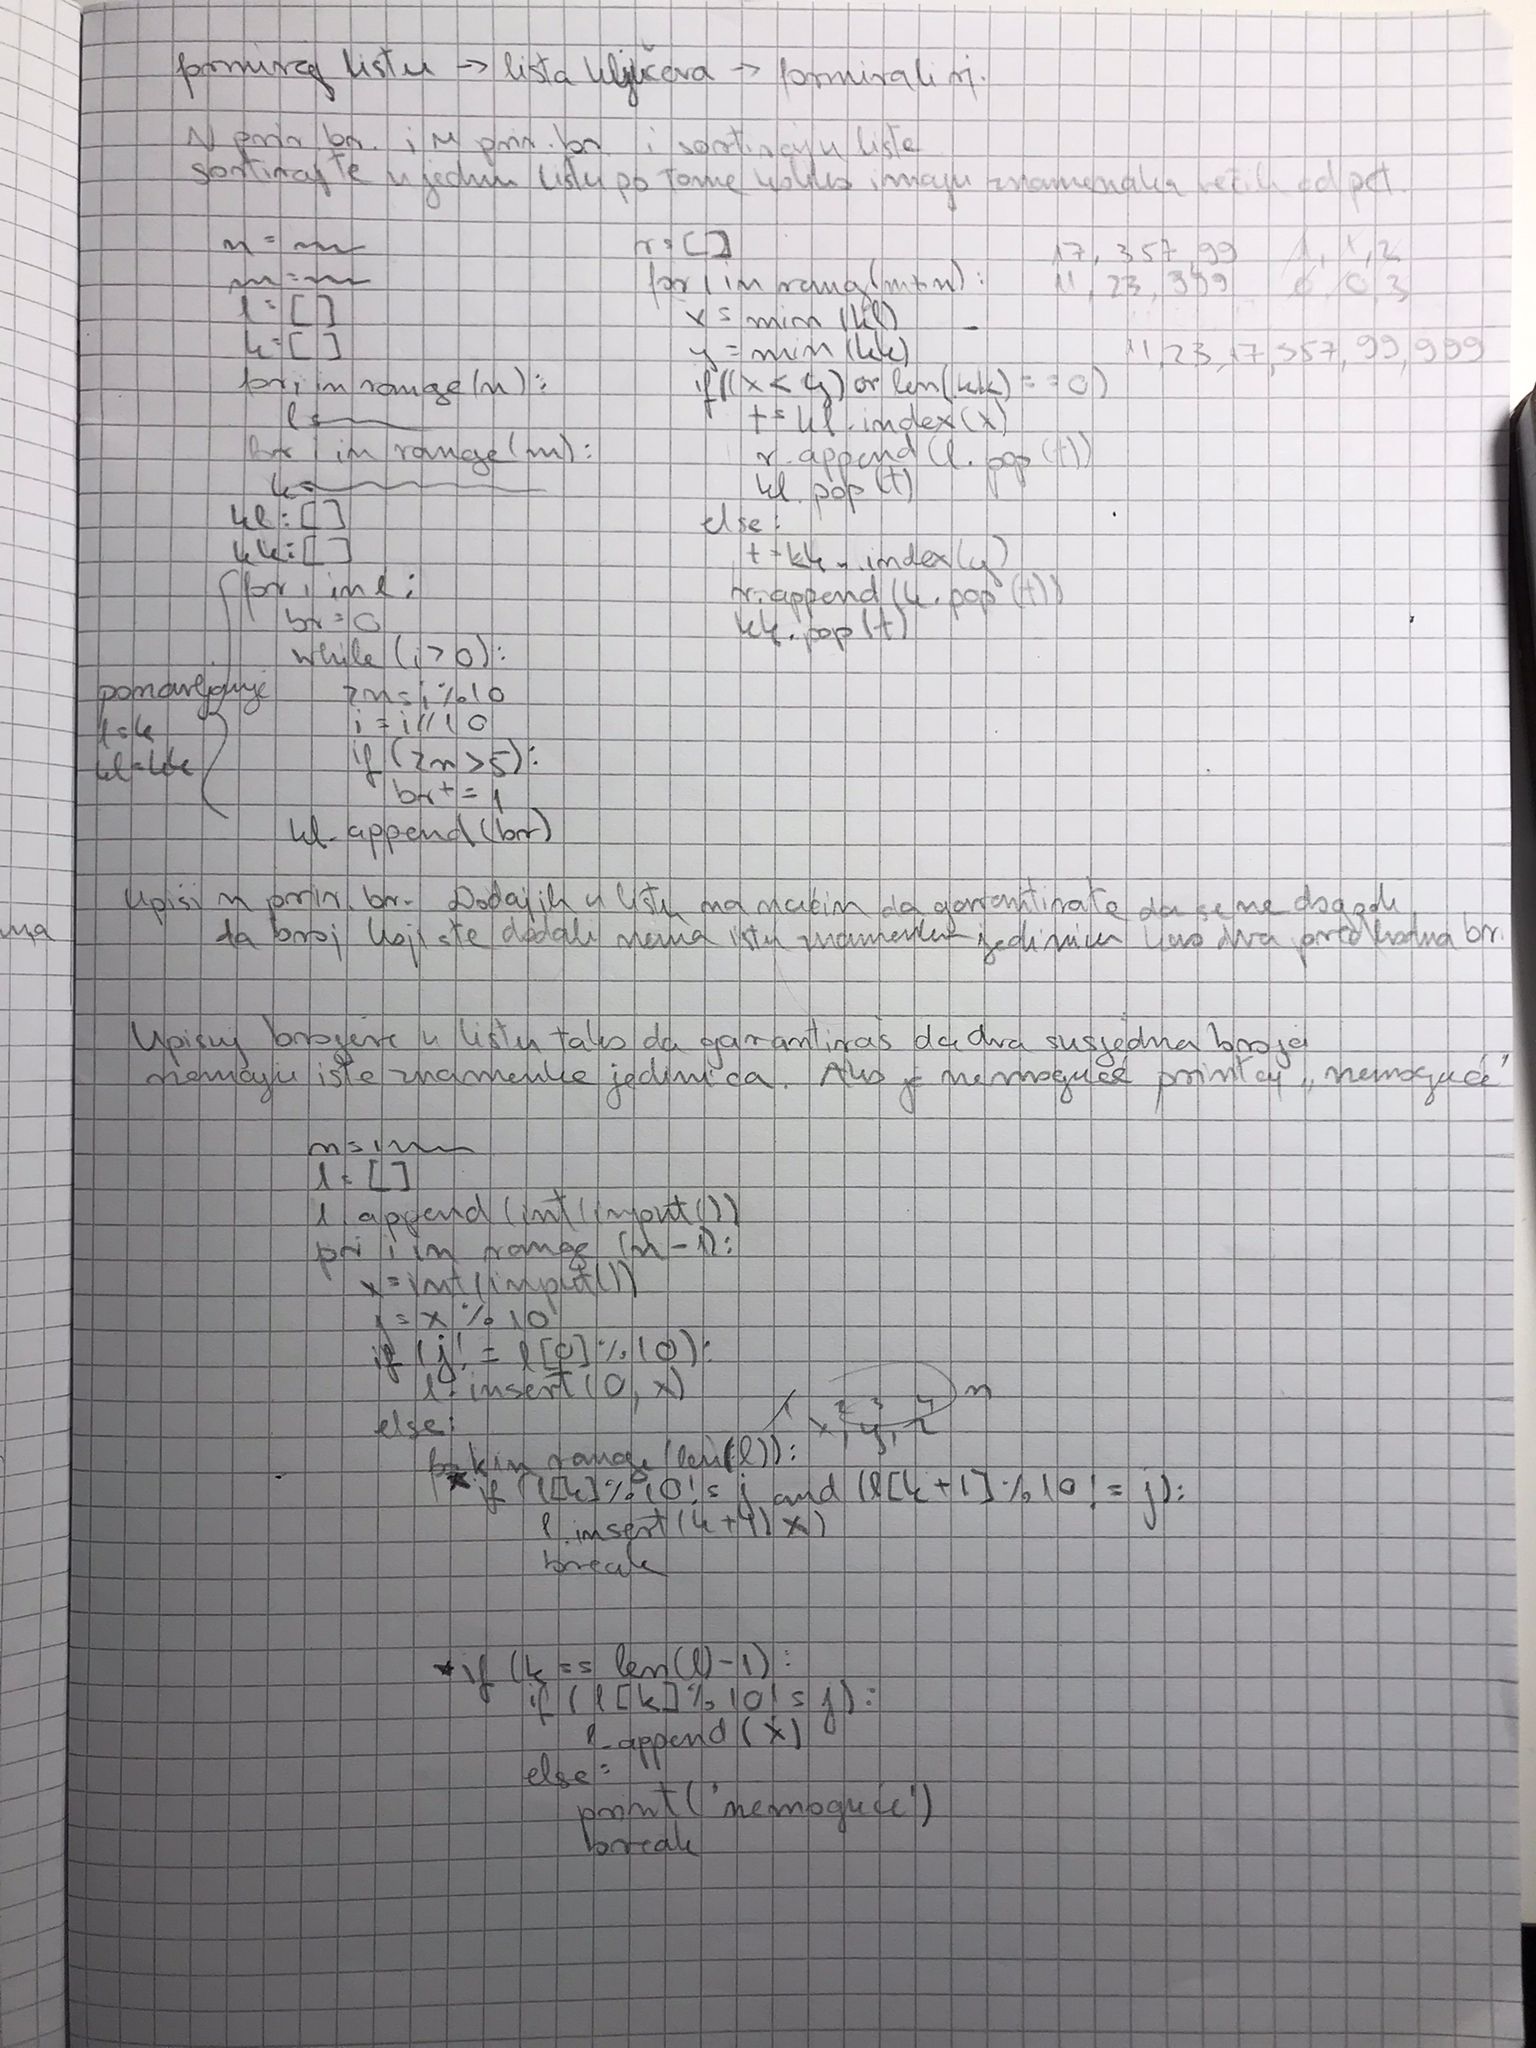 formiraj listu → lista ključeva → formirali rj.
N prir. br. i M prir. br. i sortiraju liste
sortirajte u jednu listu po tome koliko imaju znamenaka većih od pet.
n =
m =
l = [ ]
k = [ ]
for i in range(n):
l =
for i in range(m):
k =
kl = [ ]
kk = [ ]
for i in l:
br = 0
while (i > 0):
zn = i % 10
i = i // 10
if (zn > 5):
br += 1
kl.append(br)
ponavljanje
l = k
kl = kk
r = [ ]
for i in range(m+n):
x = min(kl)
y = min(kk)
if ((x < y) or len(kk) == 0)
t = kl.index(x)
r.append(l.pop(t))
kl.pop(t)
else:
t = kk.index(y)
r.append(k.pop(t))
kk.pop(t)
17, 357, 99 1, 1, 2
11, 23, 999 0, 0, 3
11, 23, 17, 357, 99, 999
Upiši n prir. br. Dodaj ih u listu na način da garantirate da se ne dogodi
da broj koji ste dodali nema istu znamenku jedinica kao dva prethodna br.
ma
Upisuj brojeve u listu tako da garantiraš da dva susjedna broja
nemaju iste znamenke jedinica. Ako je nemoguće printaj „nemoguće"
n = in
l = [ ]
l.append(int(input())
for i in range (n-1):
x = int(input())
j = x % 10
if (j != l[0] % 10):
l.insert(0, x)
else:
for k in range(len(l)):
* if (l[k] % 10 != j and (l[k+1] % 10 != j):
l.insert(k+1, x)
break
1 2 3 4 n
x, y, z
* if (k == len(l)-1):
if (l[k] % 10 != j):
l.append(x)
else:
print('nemoguće')
break